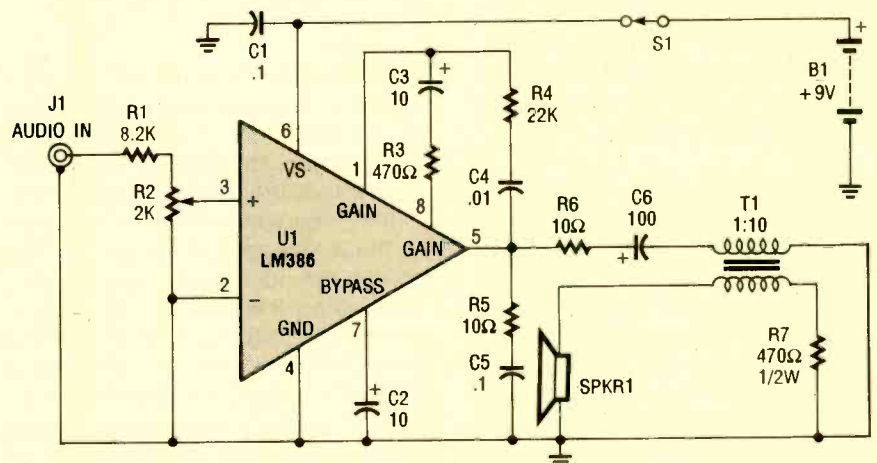 C1
.1
S1
+
B1
+9V
J1
AUDIO IN
R1
8.2K
R2
2K
C3
10
+
R3
470Ω
R4
22K
C4
.01
6
VS
1
GAIN
8
GAIN
3
+
U1
LM386
5
2
−
BYPASS
GND
7
4
+
C2
10
R5
10Ω
C5
.1
R6
10Ω
C6
100
+
T1
1:10
SPKR1
R7
470Ω
1/2W